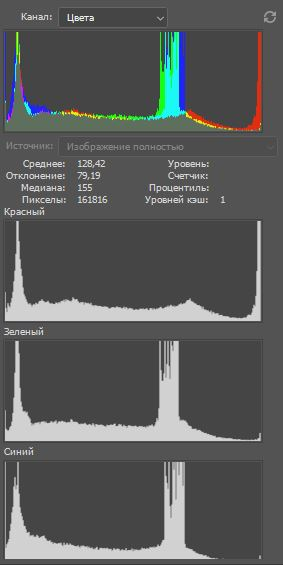 Канал: Цвета
Источник: Изображение полностью
Среднее: 128,42 Уровень:
Отклонение: 79,19 Счетчик:
Медиана: 155 Процентиль:
Пикселы: 161816 Уровней кэш: 1
Красный
Зеленый
Синий